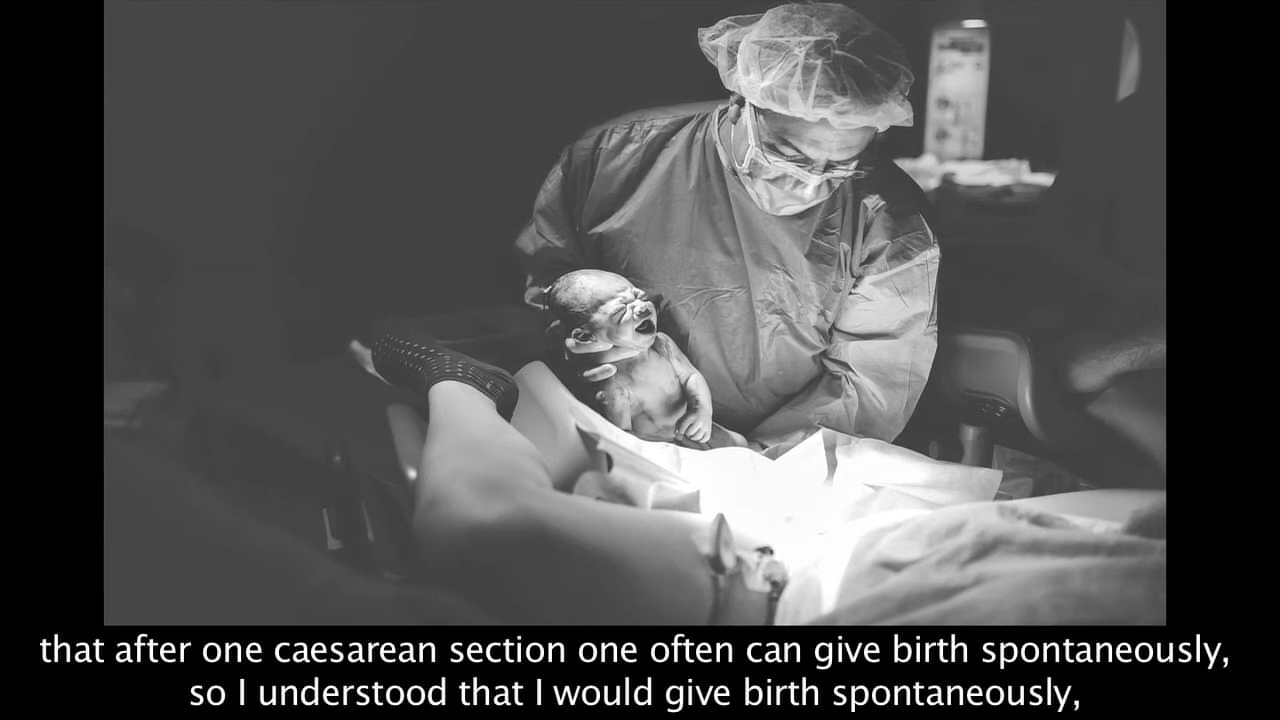 that after one caesarean section one often can give birth spontaneously,
so I understood that I would give birth spontaneously,